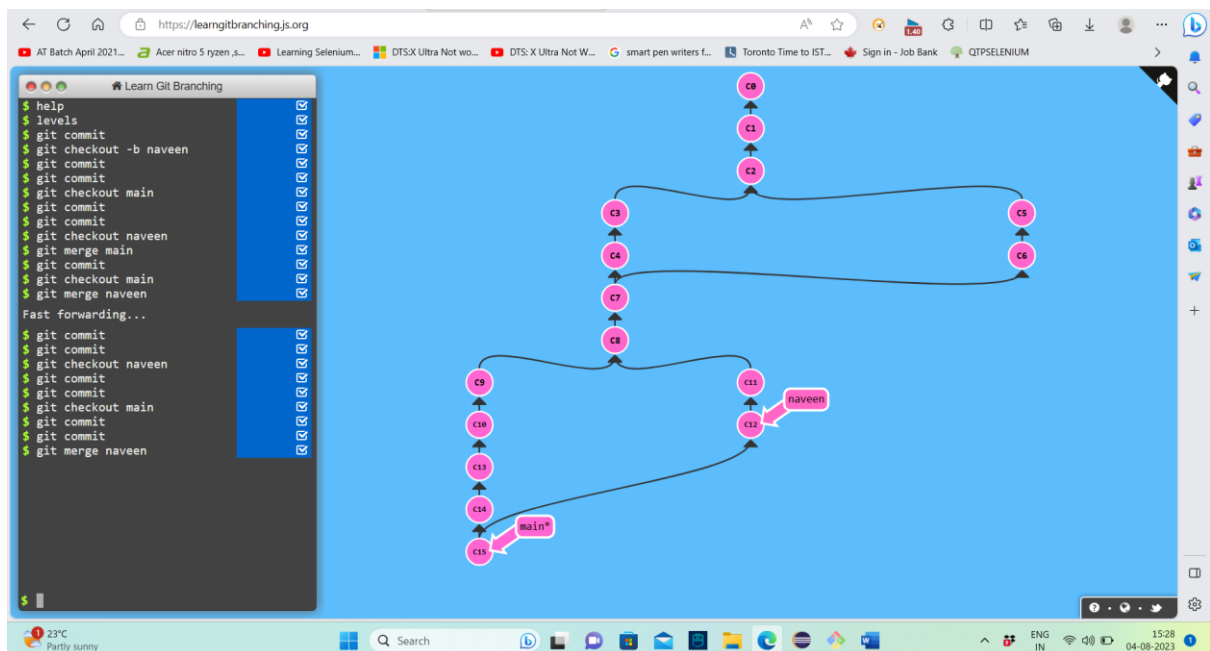 https://learngitbranching.js.org
1.40
AT Batch April 2021...
Acer nitro 5 ryzen ,s...
Learning Selenium...
DTS:X Ultra Not wo...
DTS: X Ultra Not W...
smart pen writers f...
Toronto Time to IST...
Sign in - Job Bank
QTPSELENIUM
Learn Git Branching
$ help
$ levels
$ git commit
$ git checkout -b naveen
$ git commit
$ git commit
$ git checkout main
$ git commit
$ git commit
$ git checkout naveen
$ git merge main
$ git commit
$ git checkout main
$ git merge naveen
Fast forwarding...
$ git commit
$ git commit
$ git checkout naveen
$ git commit
$ git commit
$ git checkout main
$ git commit
$ git commit
$ git merge naveen
$
C0
C1
C2
C3
C5
C4
C6
C7
C8
C9
C11
naveen
C10
C12
C13
C14
main*
C15
1
23°C
Partly sunny
Search
ENG
IN
15:28
04-08-2023
1